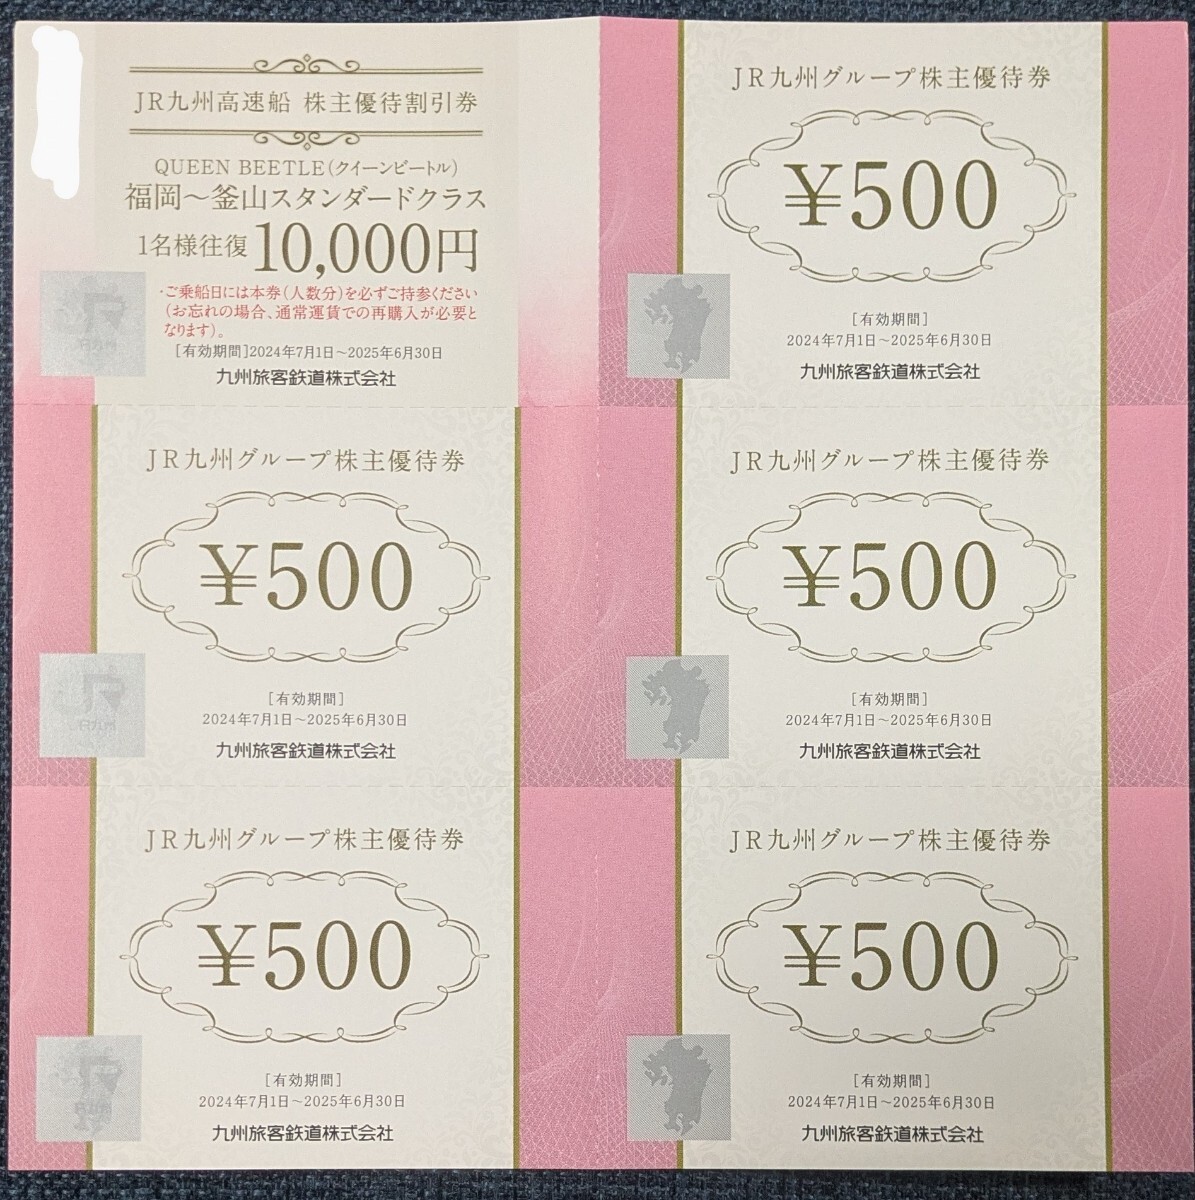 JR九州高速船 株主優待割引券
QUEEN BEETLE(クイーンビートル)
福岡～釜山スタンダードクラス
1名様往復10,000円
・ご乗船日には本券(人数分)を必ずご持参ください
(お忘れの場合、通常運賃での再購入が必要と
なります)。
[有効期間]2024年7月1日～2025年6月30日
九州旅客鉄道株式会社
JR九州グループ株主優待券
¥500
[有効期間]
2024年7月1日～2025年6月30日
九州旅客鉄道株式会社
JR九州グループ株主優待券
¥500
[有効期間]
2024年7月1日～2025年6月30日
九州旅客鉄道株式会社
JR九州グループ株主優待券
¥500
[有効期間]
2024年7月1日～2025年6月30日
九州旅客鉄道株式会社
JR九州グループ株主優待券
¥500
[有効期間]
2024年7月1日～2025年6月30日
九州旅客鉄道株式会社
JR九州グループ株主優待券
¥500
[有効期間]
2024年7月1日～2025年6月30日
九州旅客鉄道株式会社